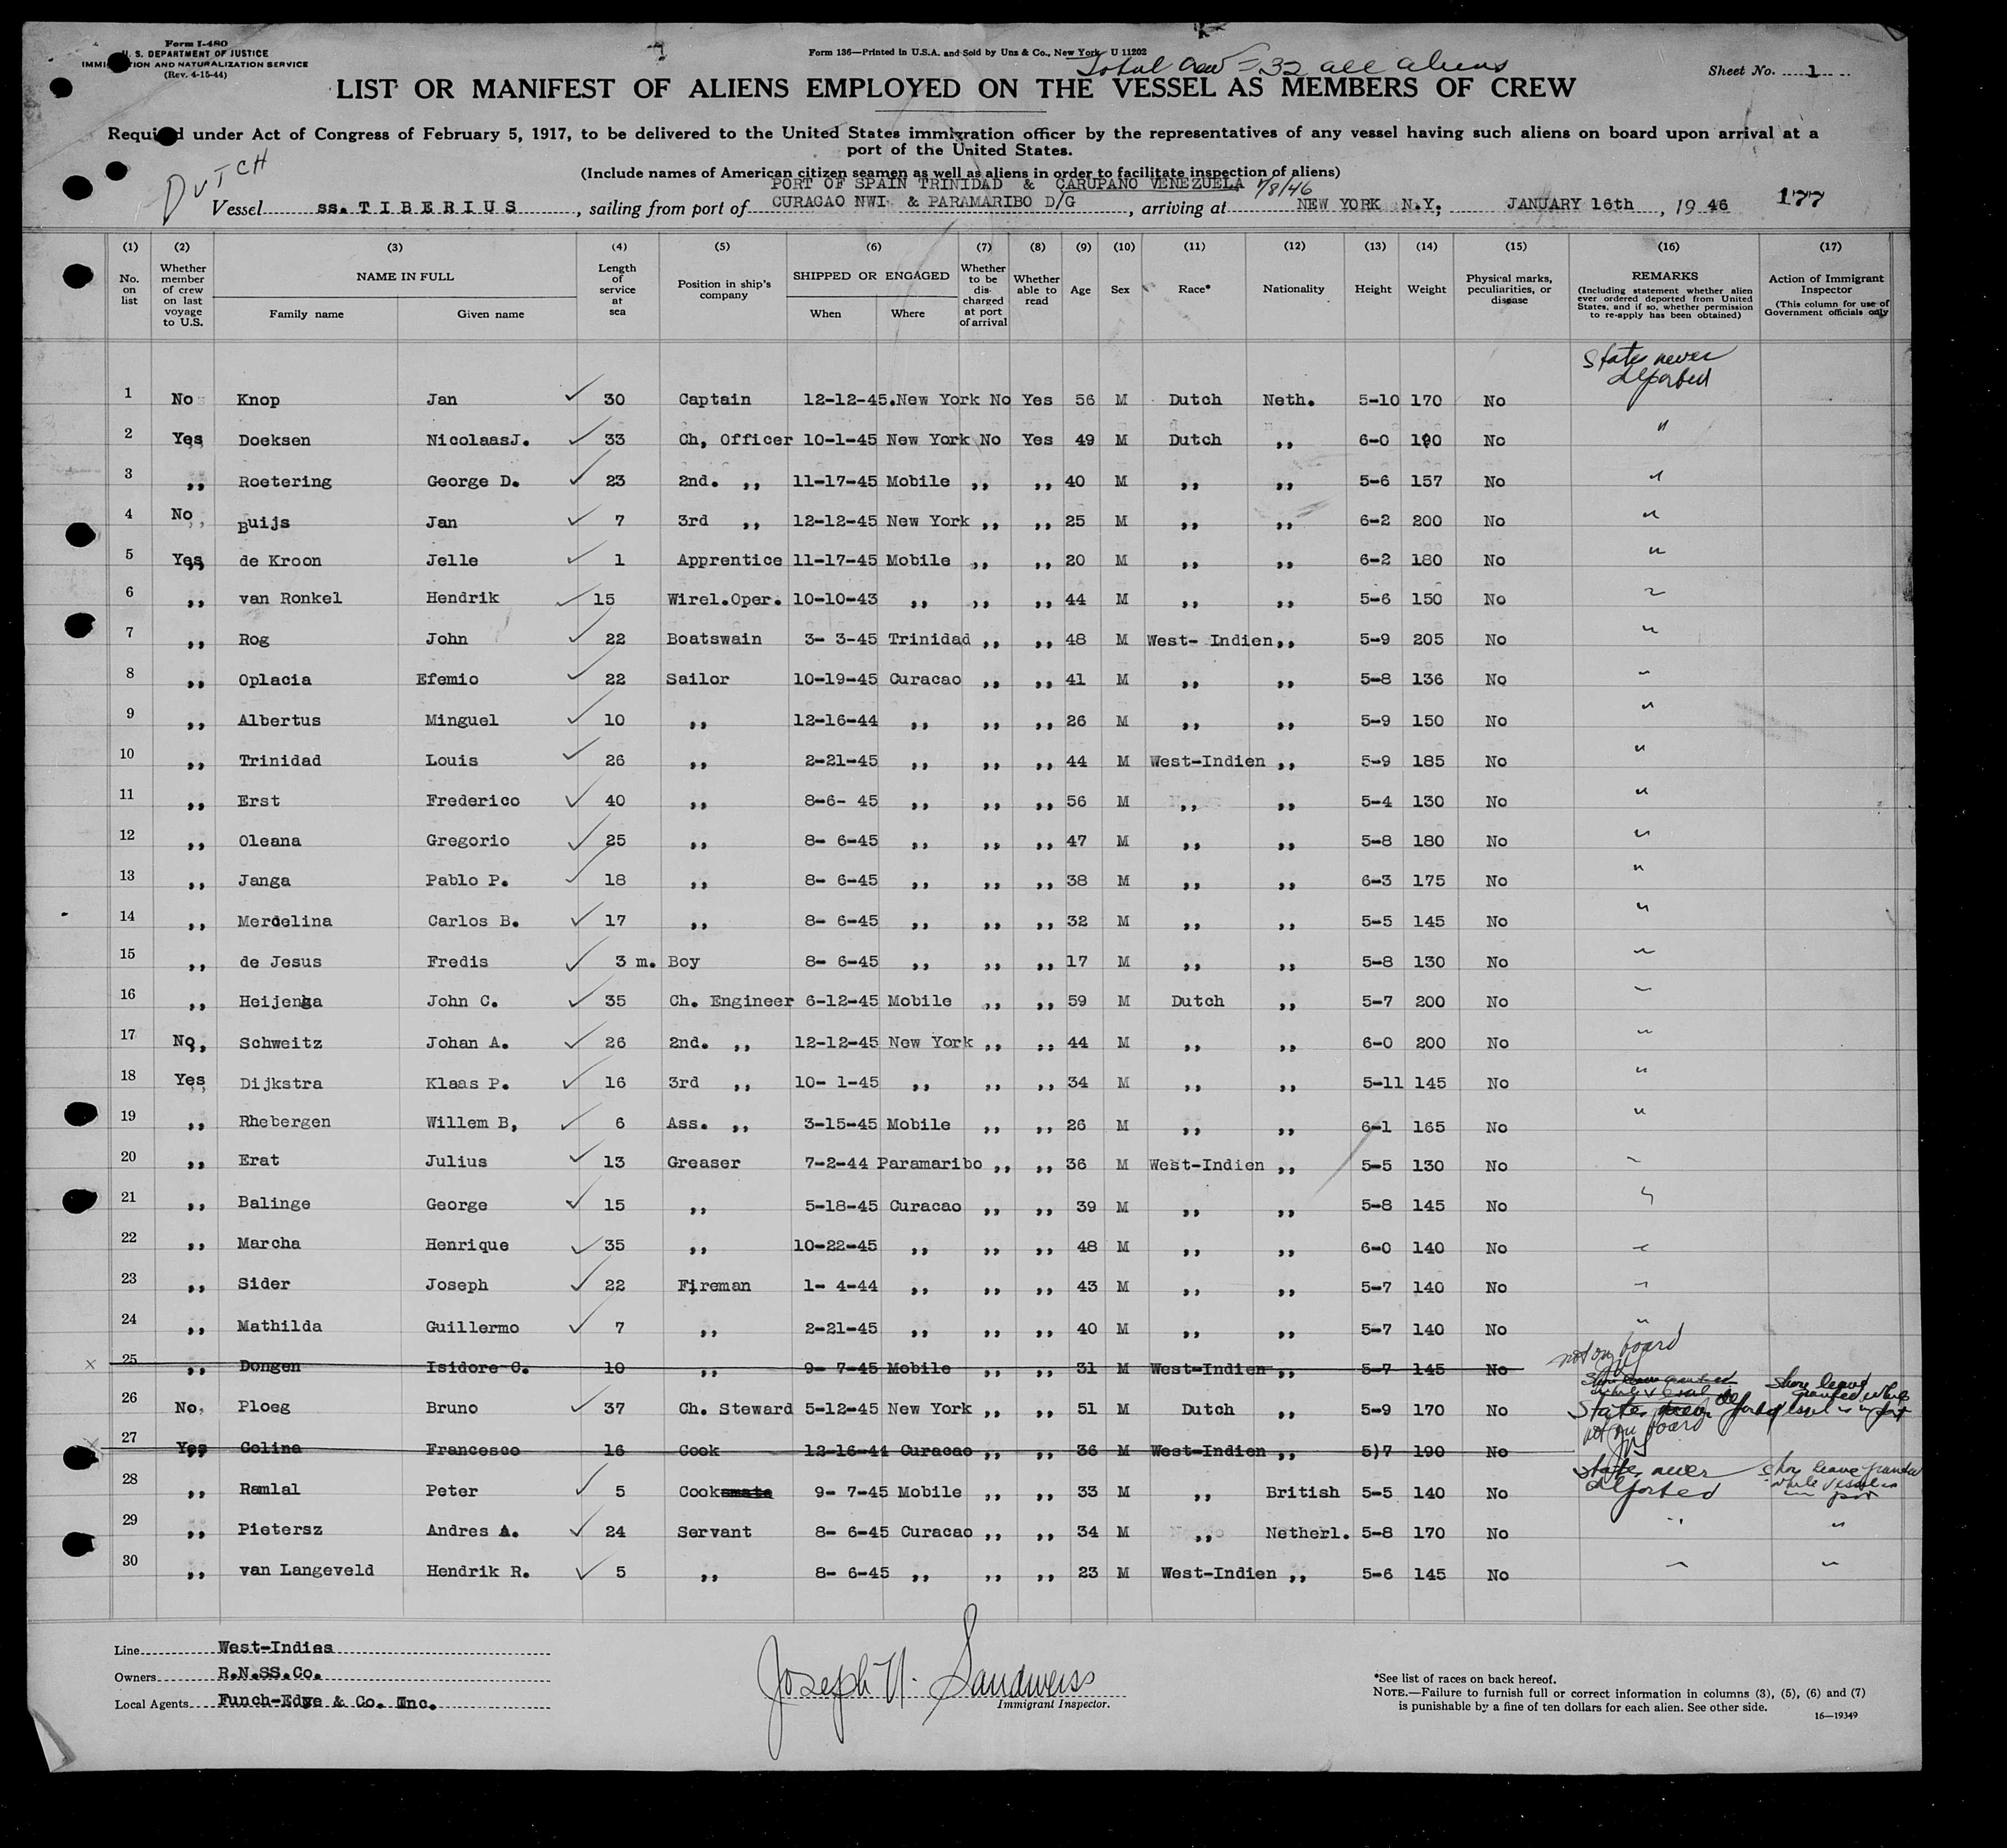 Form I-480
U. S. DEPARTMENT OF JUSTICE
IMMI TION AND NATURALIZATION SERVICE
(Rev. 4-15-44)
Form 136—Printed in U.S.A. and Sold by Unz & Co., New York U 11202
Total crew = 32 all aliens
Sheet No. 1
LIST OR MANIFEST OF ALIENS EMPLOYED ON THE VESSEL AS MEMBERS OF CREW
Requi d under Act of Congress of February 5, 1917, to be delivered to the United States immigration officer by the representatives of any vessel having such aliens on board upon arrival at a
port of the United States.
(Include names of American citizen seamen as well as aliens in order to facilitate inspection of aliens)
DUTCH
PORT OF SPAIN TRINIDAD & CARUPANO VENEZUELA 1/8/46
Vessel ss. TIBERIUS, sailing from port of CURACAO NWI & PARAMARIBO D/G, arriving at NEW YORK N.Y; JANUARY 16th, 19 46 177
(1) (2) (3) (4) (5) (6) (7) (8) (9) (10) (11) (12) (13) (14) (15) (16) (17)
No. on list
Whether member of crew on last voyage to U.S.
NAME IN FULL
Family name
Given name
Length of service at sea
Position in ship's company
SHIPPED OR ENGAGED
When
Where
Whether to be discharged at port of arrival
Whether able to read
Age
Sex
Race*
Nationality
Height
Weight
Physical marks, peculiarities, or disease
REMARKS
(Including statement whether alien ever ordered deported from United States, and if so, whether permission to re-apply has been obtained)
Action of Immigrant Inspector
(This column for use of Government officials only)
States never
deported
1 No Knop Jan 30 Captain 12-12-45. New York No Yes 56 M Dutch Neth. 5-10 170 No
2 Yes Doeksen NicolaasJ. 33 Ch, Officer 10-1-45 New York No Yes 49 M Dutch ,, 6-0 190 No "
3 ,, Roetering George D. 23 2nd. ,, 11-17-45 Mobile ,, ,, 40 M ,, ,, 5-6 157 No "
4 No, Buijs Jan 7 3rd ,, 12-12-45 New York ,, ,, 25 M ,, ,, 6-2 200 No "
5 Yes de Kroon Jelle 1 Apprentice 11-17-45 Mobile ,, ,, 20 M ,, ,, 6-2 180 No "
6 ,, van Ronkel Hendrik 15 Wirel.Oper. 10-10-43 ,, ,, ,, 44 M ,, ,, 5-6 150 No "
7 ,, Rog John 22 Boatswain 3- 3-45 Trinidad ,, ,, 48 M West- Indien ,, 5-9 205 No "
8 ,, Oplacia Efemio 22 Sailor 10-19-45 Curacao ,, ,, 41 M ,, ,, 5-8 136 No "
9 ,, Albertus Minguel 10 ,, 12-16-44 ,, ,, ,, 26 M ,, ,, 5-9 150 No "
10 ,, Trinidad Louis 26 ,, 2-21-45 ,, ,, ,, 44 M West-Indien ,, 5-9 185 No "
11 ,, Erst Frederico 40 ,, 8-6- 45 ,, ,, ,, 56 M ,, ,, 5-4 130 No "
12 ,, Oleana Gregorio 25 ,, 8- 6-45 ,, ,, ,, 47 M ,, ,, 5-8 180 No "
13 ,, Janga Pablo P. 18 ,, 8- 6-45 ,, ,, ,, 38 M ,, ,, 6-3 175 No "
14 ,, Merdelina Carlos B. 17 ,, 8- 6-45 ,, ,, ,, 32 M ,, ,, 5-5 145 No "
15 ,, de Jesus Fredis 3 m. Boy 8- 6-45 ,, ,, ,, 17 M ,, ,, 5-8 130 No "
16 ,, Heijenga John C. 35 Ch. Engineer 6-12-45 Mobile ,, ,, 59 M Dutch ,, 5-7 200 No "
17 No, Schweitz Johan A. 26 2nd. ,, 12-12-45 New York ,, ,, 44 M ,, ,, 6-0 200 No "
18 Yes Dijkstra Klaas P. 16 3rd ,, 10- 1-45 ,, ,, ,, 34 M ,, ,, 5-11 145 No "
19 ,, Rhebergen Willem B, 6 Ass. ,, 3-15-45 Mobile ,, ,, 26 M ,, ,, 6-1 165 No "
20 ,, Erat Julius 13 Greaser 7-2-44 Paramaribo ,, ,, 36 M West-Indien ,, 5-5 130 No "
21 ,, Balinge George 15 ,, 5-18-45 Curacao ,, ,, 39 M ,, ,, 5-8 145 No "
22 ,, Marcha Henrique 35 ,, 10-22-45 ,, ,, ,, 48 M ,, ,, 6-0 140 No "
23 ,, Sider Joseph 22 Fireman 1- 4-44 ,, ,, ,, 43 M ,, ,, 5-7 140 No "
24 ,, Mathilda Guillermo 7 ,, 2-21-45 ,, ,, ,, 40 M ,, ,, 5-7 140 No "
25 ,, Dongen Isidore C. 10 ,, 9- 7-45 Mobile ,, ,, 31 M West-Indien ,, 5-7 145 No not on board
26 No, Ploeg Bruno 37 Ch. Steward 5-12-45 New York ,, ,, 51 M Dutch ,, 5-9 170 No States never deported Shore leave granted while vessel is in port
27 Yes Colina Francesco 16 Cook 12-16-44 Curacao ,, ,, 36 M West-Indien ,, 5)7 190 No not on board
28 ,, Ramlal Peter 5 Cooksmate 9- 7-45 Mobile ,, ,, 33 M ,, British 5-5 140 No States never deported Shore leave granted while vessel is in port
29 ,, Pietersz Andres A. 24 Servant 8- 6-45 Curacao ,, ,, 34 M ,, Netherl. 5-8 170 No " "
30 ,, van Langeveld Hendrik R. 5 ,, 8- 6-45 ,, ,, ,, 23 M West-Indien ,, 5-6 145 No " "
Line West-Indies
Owners R.N.SS.Co.
Local Agents Funch-Edye & Co. Inc.
Joseph N. Sandweiss
Immigrant Inspector.
*See list of races on back hereof.
NOTE.—Failure to furnish full or correct information in columns (3), (5), (6) and (7)
is punishable by a fine of ten dollars for each alien. See other side.
16—19349